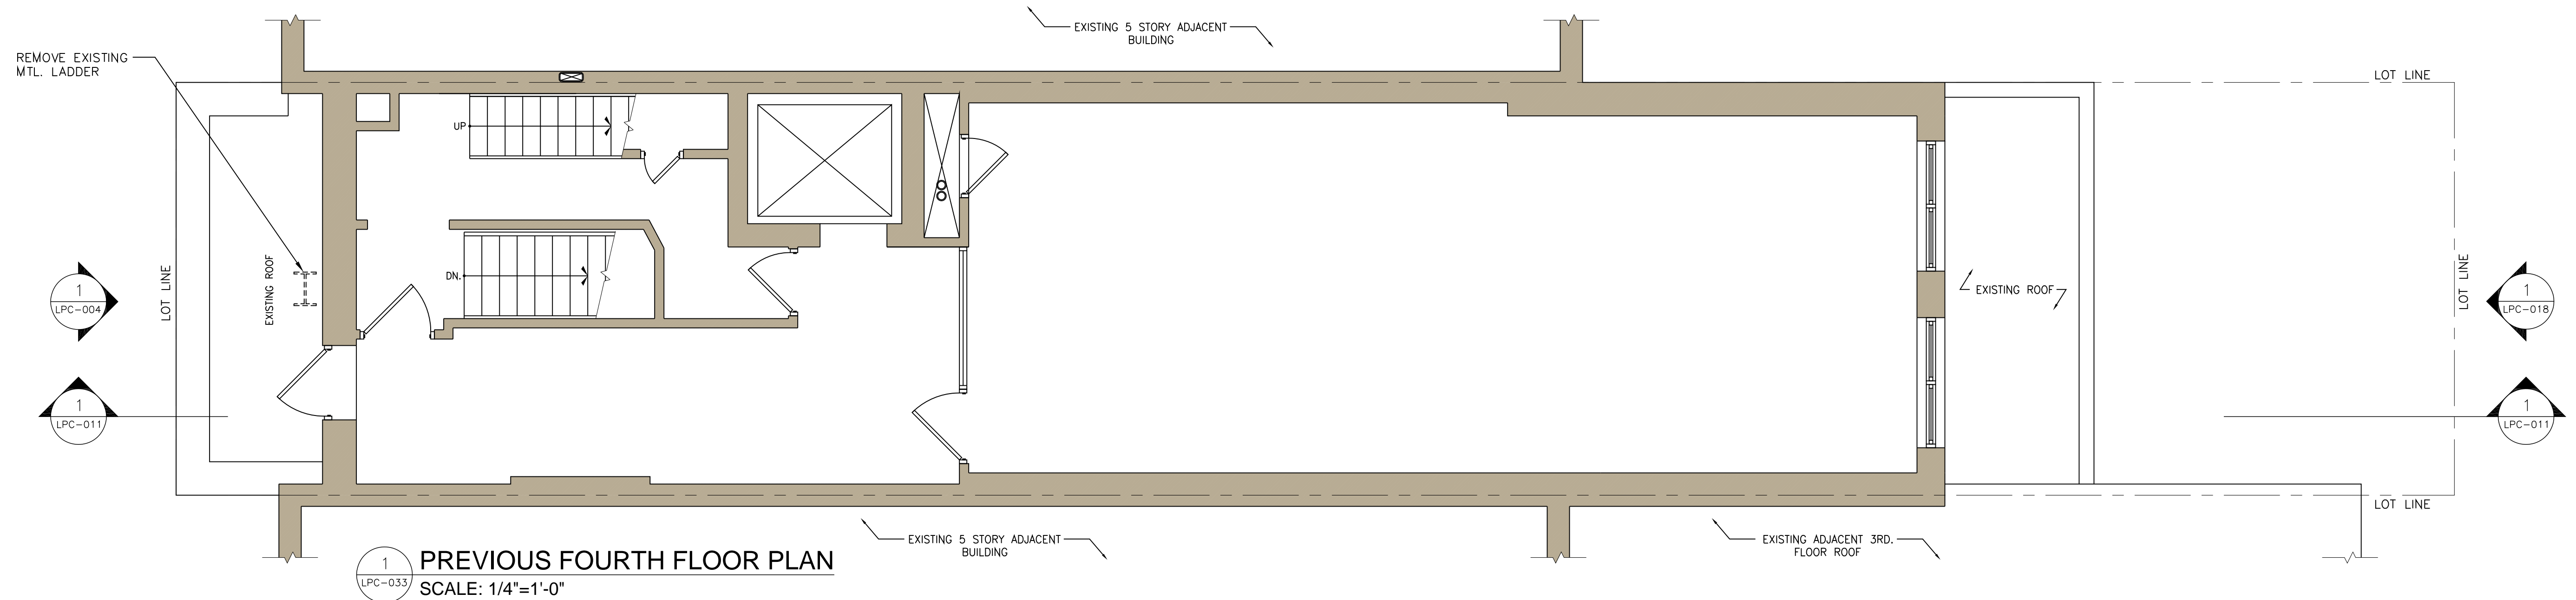 EXISTING 5 STORY ADJACENT
BUILDING
REMOVE EXISTING
MTL. LADDER
LOT LINE
UP
EXISTING ROOF
LOT LINE
DN.
EXISTING ROOF
LOT LINE
1
LPC-004
1
LPC-018
1
LPC-011
1
LPC-011
LOT LINE
EXISTING 5 STORY ADJACENT
BUILDING
EXISTING ADJACENT 3RD.
FLOOR ROOF
1
LPC-033
PREVIOUS FOURTH FLOOR PLAN
SCALE: 1/4"=1'-0"